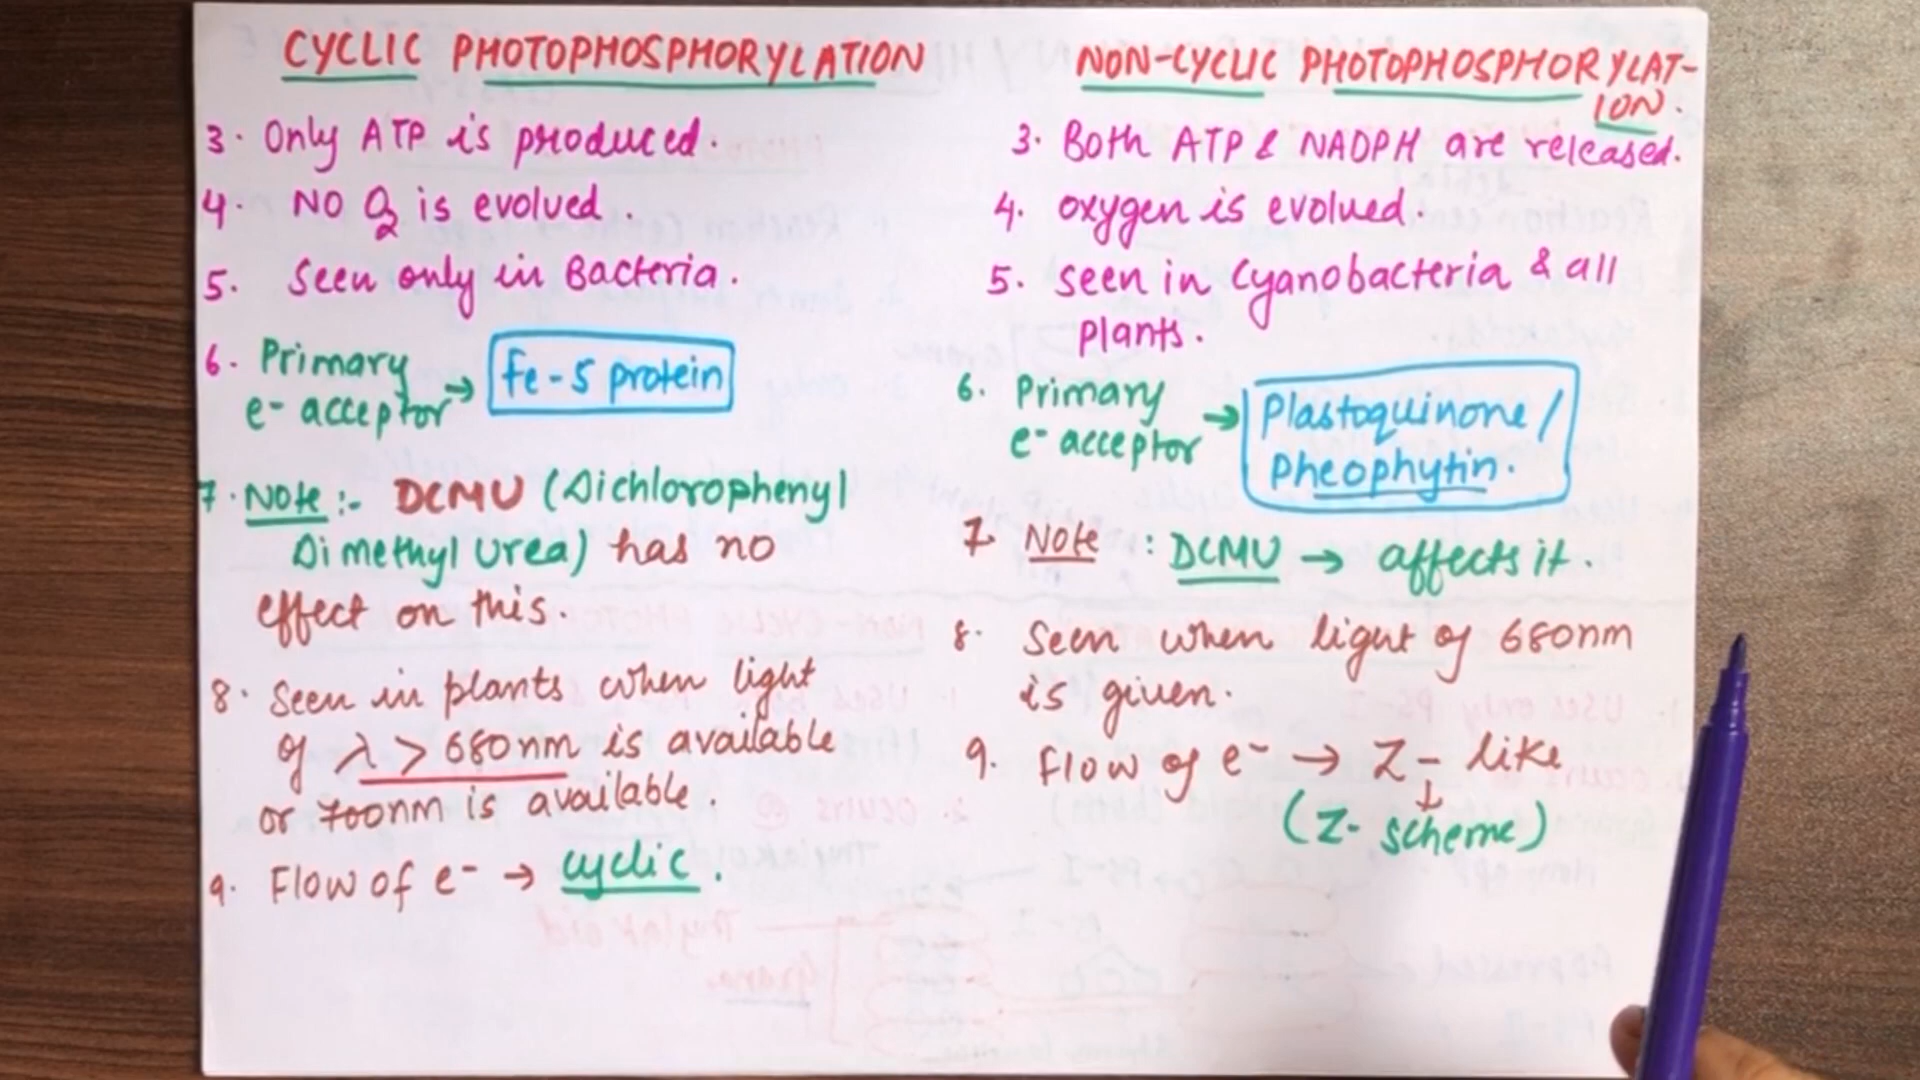 CYCLIC PHOTOPHOSPHORYLATION
3. Only ATP is produced.
4. NO O2 is evolved.
5. Seen only in Bacteria.
6. Primary
e- acceptor → Fe-S protein
7. Note:- DCMU (Dichlorophenyl
Dimethyl Urea) has no
effect on this.
8. Seen in plants when light
of λ > 680nm is available
or 700nm is available.
9. Flow of e- → cyclic.
NON-CYCLIC PHOTOPHOSPHORYLAT-
ION.
3. Both ATP & NADPH are released.
4. oxygen is evolved.
5. seen in Cyanobacteria & all
plants.
6. Primary
e- acceptor → Plastoquinone/
Pheophytin.
7. Note : DCMU → affects it.
8. Seen when light of 680nm
is given.
9. Flow of e- → Z- like
↓
(Z- scheme)